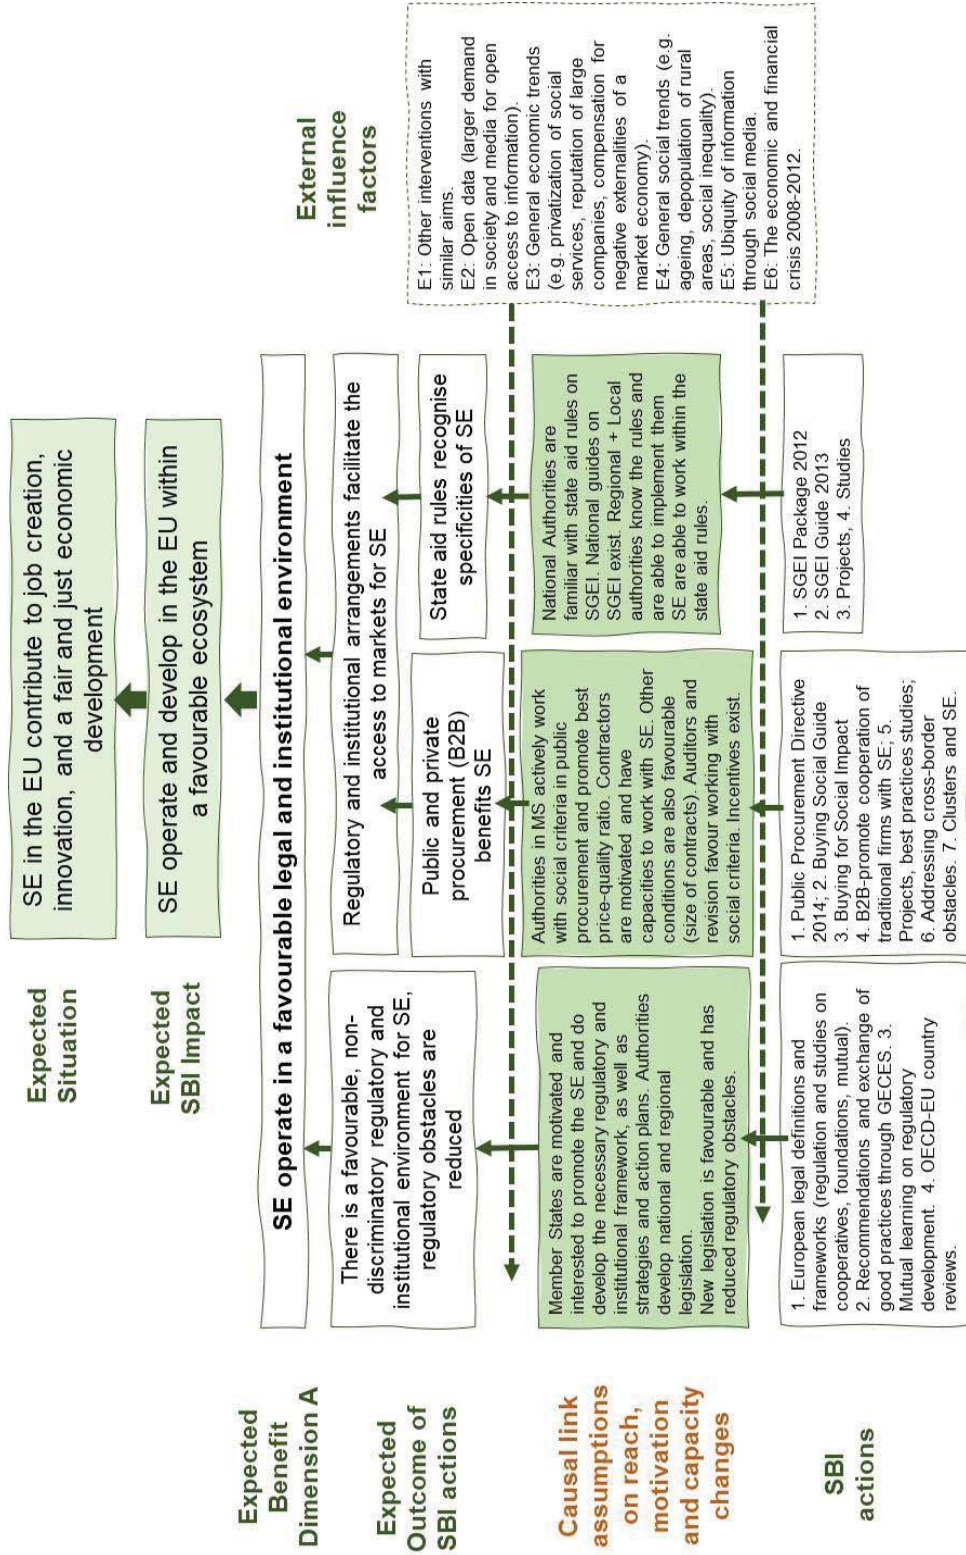 Expected
Situation
SE in the EU contribute to job creation,
innovation, and a fair and just economic
development
Expected
SBI Impact
SE operate and develop in the EU within
a favourable ecosystem
Expected
Benefit
Dimension A
SE operate in a favourable legal and institutional environment
Expected
Outcome of
SBI actions
There is a favourable, non-
discriminatory regulatory and
institutional environment for SE,
regulatory obstacles are
reduced
Regulatory and institutional arrangements facilitate the
access to markets for SE
Public and private
procurement (B2B)
benefits SE
State aid rules recognise
specificities of SE
Causal link
assumptions
on reach,
motivation
and capacity
changes
Member States are motivated and
interested to promote the SE and do
develop the necessary regulatory and
institutional framework, as well as
strategies and action plans. Authorities
develop national and regional
legislation.
New legislation is favourable and has
reduced regulatory obstacles.
Authorities in MS actively work
with social criteria in public
procurement and promote best
price-quality ratio. Contractors
are motivated and have
capacities to work with SE. Other
conditions are also favourable
(size of contracts). Auditors and
revision favour working with
social criteria. Incentives exist.
National Authorities are
familiar with state aid rules on
SGEI. National guides on
SGEI exist. Regional + Local
authorities know the rules and
are able to implement them
SE are able to work within the
state aid rules.
SBI
actions
1. European legal definitions and
frameworks (regulation and studies on
cooperatives, foundations, mutual).
2. Recommendations and exchange of
good practices through GECES. 3.
Mutual learning on regulatory
development. 4. OECD-EU country
reviews.
1. Public Procurement Directive
2014; 2. Buying Social Guide
3. Buying for Social Impact
4. B2B-promote cooperation of
traditional firms with SE; 5.
Projects, best practices studies;
6. Addressing cross-border
obstacles. 7. Clusters and SE.
1. SGEI Package 2012
2. SGEI Guide 2013
3. Projects, 4. Studies
External
influence
factors
E1: Other interventions with
similar aims.
E2: Open data (larger demand
in society and media for open
access to information).
E3: General economic trends
(e.g. privatization of social
services, reputation of large
companies, compensation for
negative externalities of a
market economy).
E4: General social trends (e.g.
ageing, depopulation of rural
areas, social inequality).
E5: Ubiquity of information
through social media.
E6: The economic and financial
crisis 2008-2012.